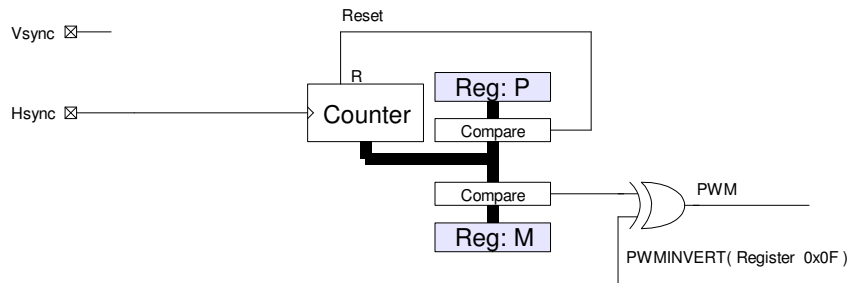 Reset
Vsync
R
Reg: P
Hsync
Counter
Compare
Compare
PWM
Reg: M
PWMINVERT( Register 0x0F )